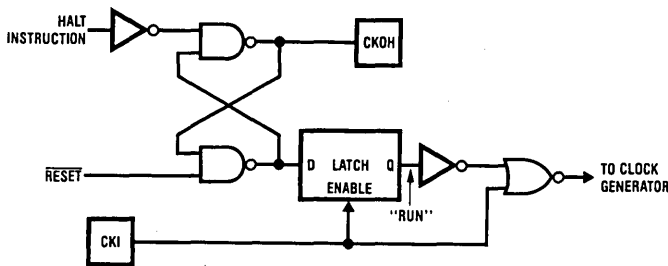 HALT
INSTRUCTION
CKOH
RESET
D LATCH Q
ENABLE
"RUN"
TO CLOCK
GENERATOR
CKI